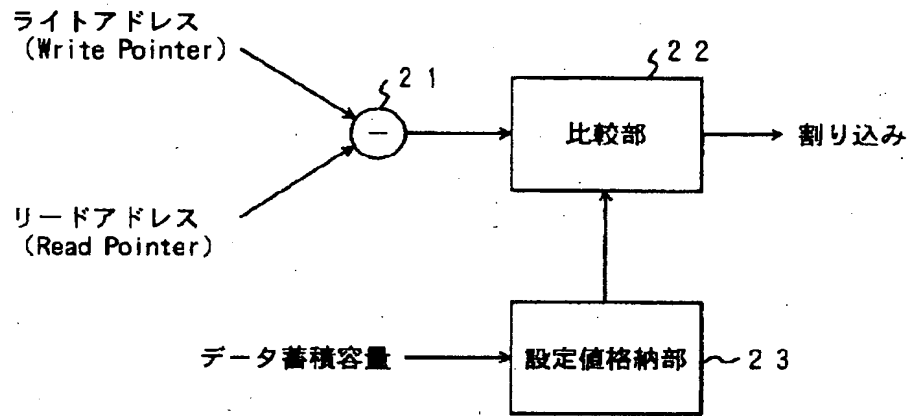 ライトアドレス
(Write Pointer)
21
22
－
比較部
割り込み
リードアドレス
(Read Pointer)
データ蓄積容量
設定値格納部
23